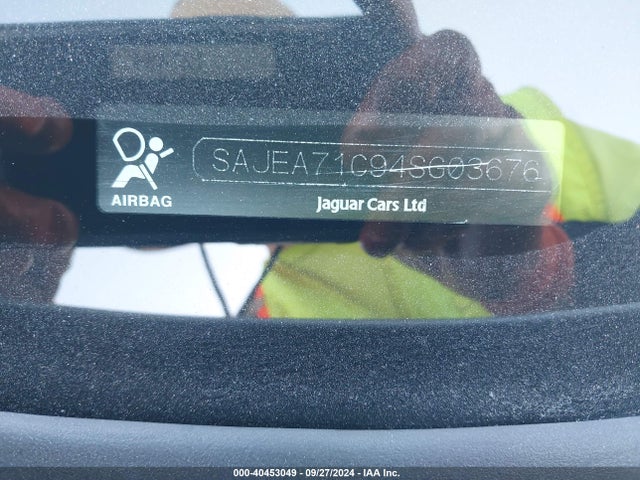 SAJEA71C94SG03676
AIRBAG
Jaguar Cars Ltd
000-40453049 - 09/27/2024 - IAA Inc.